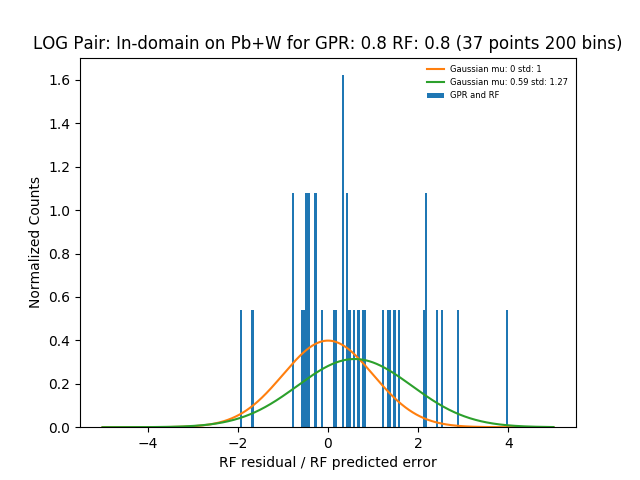 LOG Pair: In-domain on Pb+W for GPR: 0.8 RF: 0.8 (37 points 200 bins)
Gaussian mu: 0 std: 1
Gaussian mu: 0.59 std: 1.27
GPR and RF
Normalized Counts
1.6
1.4
1.2
1.0
0.8
0.6
0.4
0.2
0.0
−4 −2 0 2 4
RF residual / RF predicted error